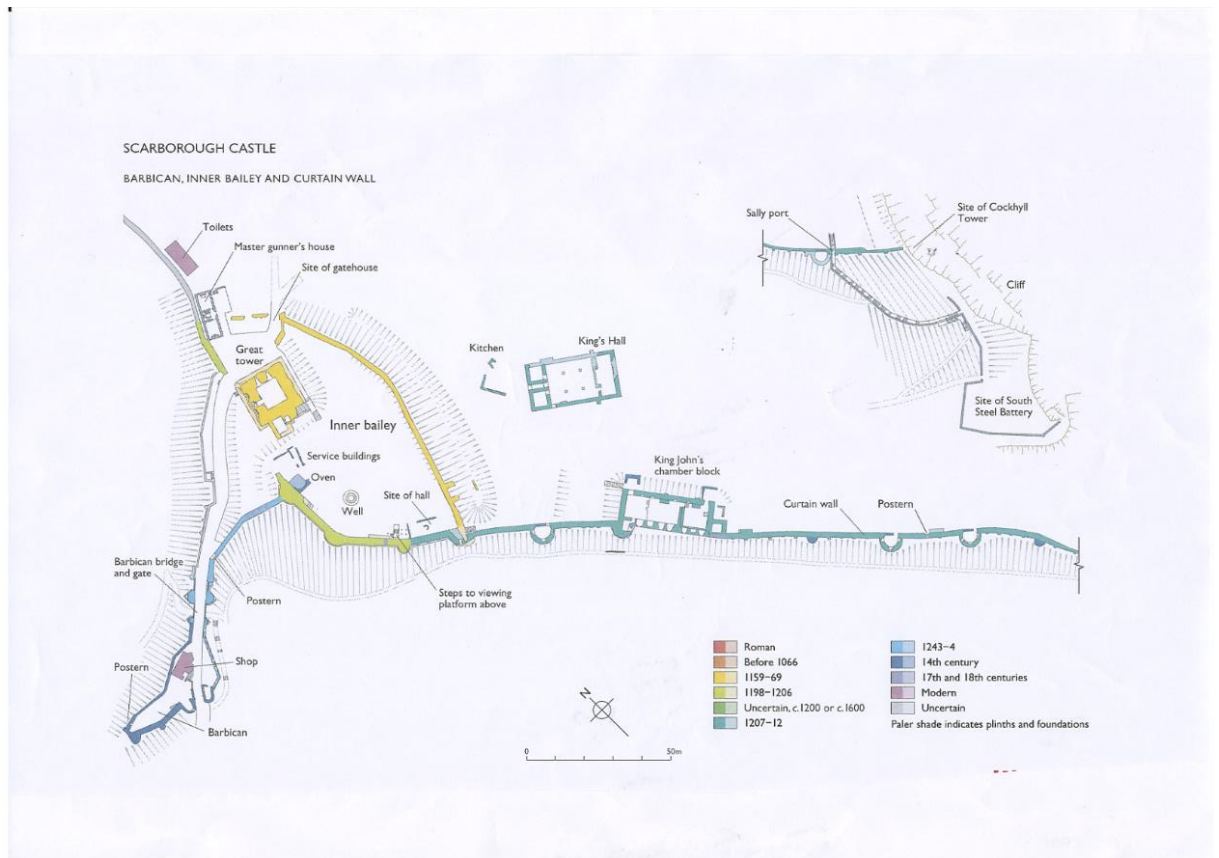 SCARBOROUGH CASTLE
BARBICAN, INNER BAILEY AND CURTAIN WALL
Toilets
Master gunner's house
Site of gatehouse
Great
tower
Inner bailey
Service buildings
Oven
Well
Site of hall
Kitchen
King's Hall
King John's
chamber block
Curtain wall
Postern
Sally port
Site of Cockhyll
Tower
Cliff
Site of South
Steel Battery
Barbican bridge
and gate
Postern
Steps to viewing
platform above
Postern
Shop
Barbican
N
0
50m
Roman
Before 1066
1159–69
1198–1206
Uncertain, c.1200 or c.1600
1207–12
1243–4
14th century
17th and 18th centuries
Modern
Uncertain
Paler shade indicates plinths and foundations